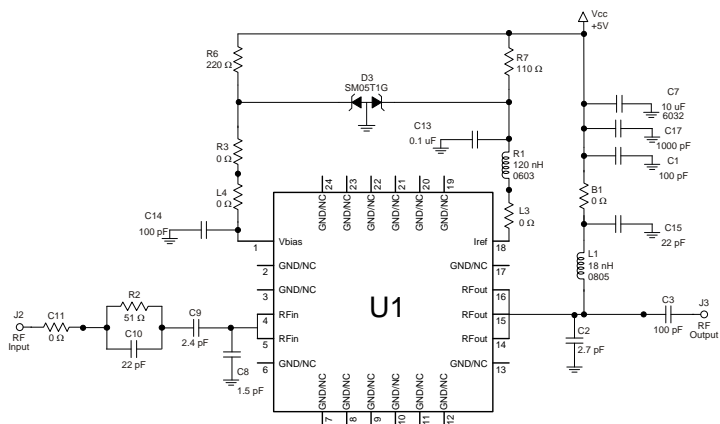 Vcc
+5V
R6
220 Ω
R7
110 Ω
D3
SM05T1G
C7
10 uF
6032
C13
0.1 uF
C17
1000 pF
R3
0 Ω
R1
120 nH
0603
C1
100 pF
L4
0 Ω
B1
0 Ω
24
23
22
21
20
19
GND/NC
GND/NC
GND/NC
GND/NC
GND/NC
GND/NC
L3
0 Ω
C14
100 pF
C15
22 pF
1
Vbias
Iref
18
L1
18 nH
0805
2
GND/NC
GND/NC
17
3
GND/NC
RFout
16
U1
R2
51 Ω
J2
RF
Input
C11
0 Ω
C10
22 pF
C9
2.4 pF
4
RFin
RFout
15
C3
100 pF
J3
RF
Output
5
RFin
RFout
14
C2
2.7 pF
C8
1.5 pF
6
GND/NC
GND/NC
13
GND/NC
GND/NC
GND/NC
GND/NC
GND/NC
GND/NC
7
8
9
10
11
12